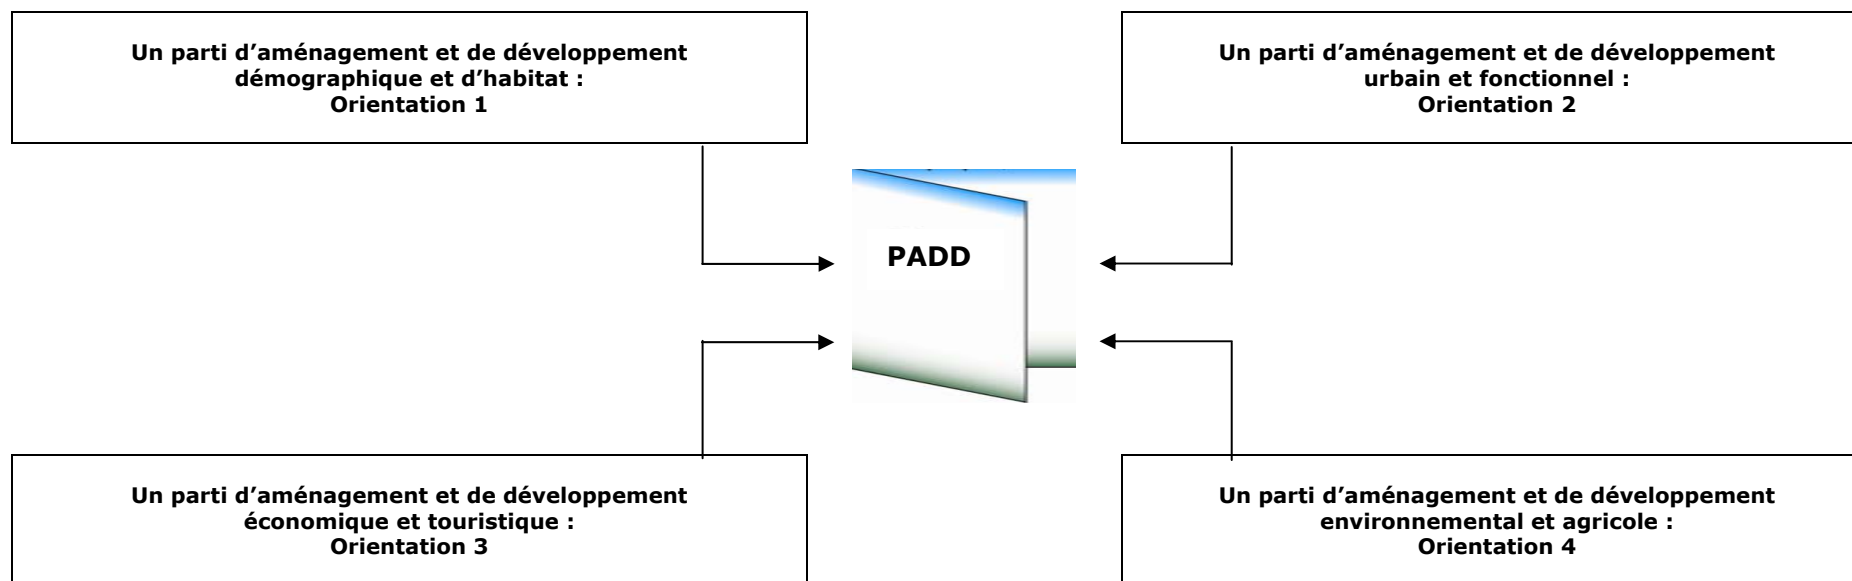 Un parti d’aménagement et de développement
démographique et d’habitat :
Orientation 1
Un parti d’aménagement et de développement
urbain et fonctionnel :
Orientation 2
PADD
Un parti d’aménagement et de développement
économique et touristique :
Orientation 3
Un parti d’aménagement et de développement
environnemental et agricole :
Orientation 4